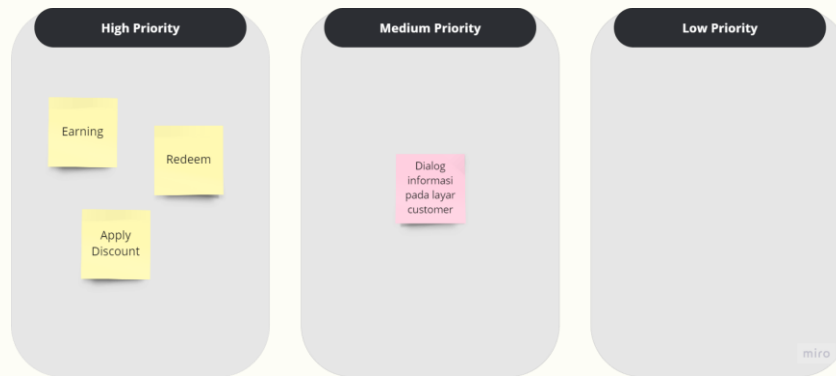 High Priority
Medium Priority
Low Priority
Earning
Redeem
Apply
Discount
Dialog
informasi
pada layar
customer
miro